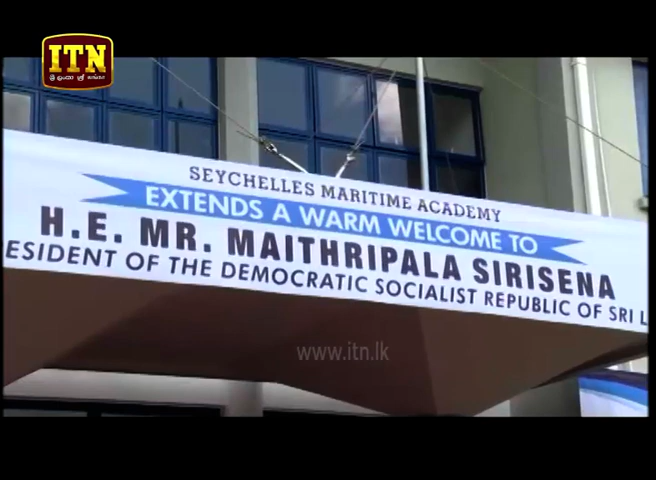 ITN
ශ්‍රී ලංකා ශ්‍රී லங்கா
SEYCHELLES MARITIME ACADEMY
EXTENDS A WARM WELCOME TO
H.E. MR. MAITHRIPALA SIRISENA
ESIDENT OF THE DEMOCRATIC SOCIALIST REPUBLIC OF SRI L
www.itn.lk